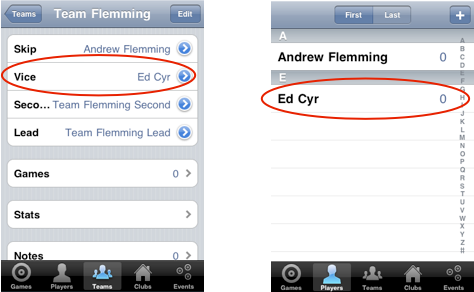 Teams Team Flemming Edit
Skip Andrew Flemming
Vice Ed Cyr
Seco... Team Flemming Second
Lead Team Flemming Lead
Games 0
Stats
Notes 0
Games Players Teams Clubs Events
First Last +
A
Andrew Flemming 0
E
Ed Cyr 0
A
B
C
D
E
F
G
H
I
J
K
L
M
N
O
P
Q
R
S
T
U
V
W
X
Y
Z
#
Games Players Teams Clubs Events